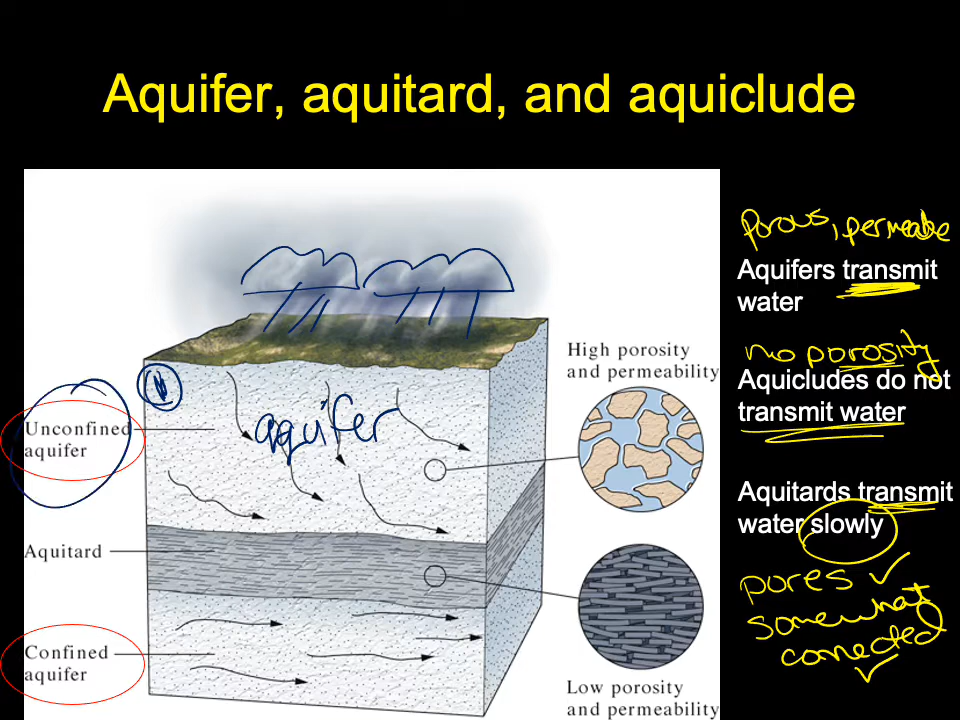 Aquifer, aquitard, and aquiclude
porous, permeable
Aquifers transmit
water
no porosity
Aquicludes do not
transmit water
Aquitards transmit
water slowly
pores
somewhat
connected
aquifer
Unconfined
aquifer
Aquitard
Confined
aquifer
High porosity
and permeability
Low porosity
and permeability